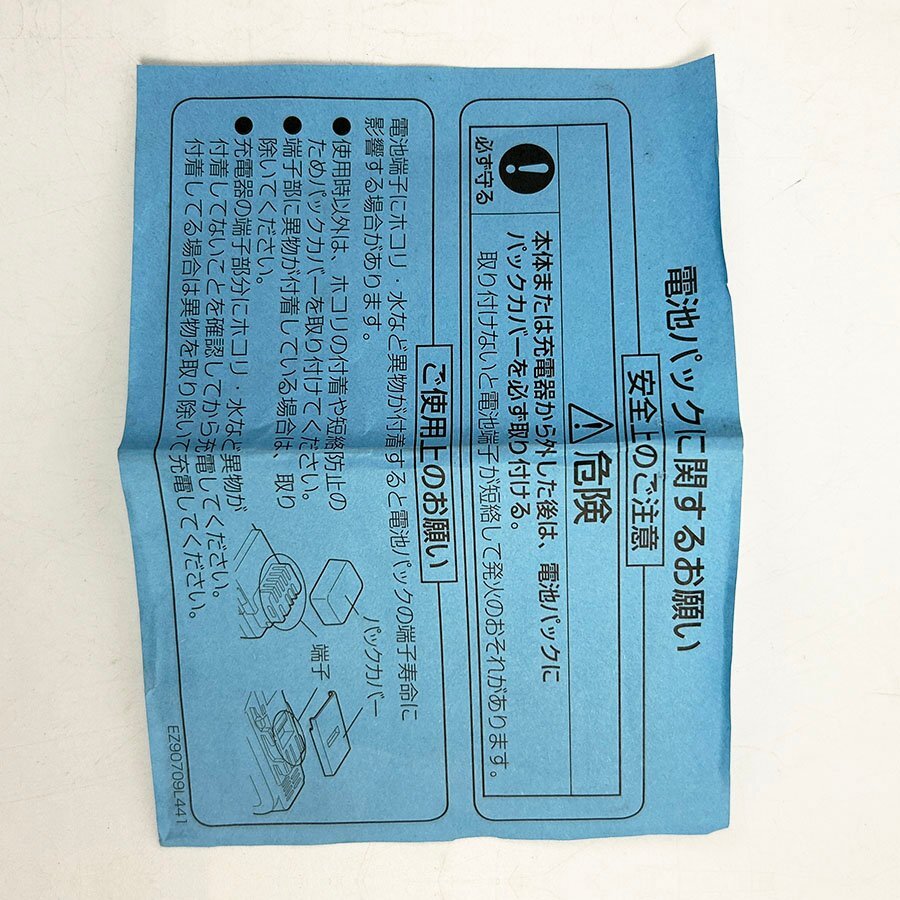 電池パックに関するお願い
安全上のご注意
危険
必ず守る
本体または充電器から外した後は、電池パックに
パックカバーを必ず取り付ける。
取り付けないと電池端子が短絡して発火のおそれがあります。
ご使用上のお願い
電池端子にホコリ・水など異物が付着すると電池パックの端子寿命に
影響する場合があります。
●使用時以外は、ホコリの付着や短絡防止の
ためパックカバーを取り付けてください。
●端子部に異物が付着している場合は、取り
除いてください。
●充電器の端子部分にホコリ・水など異物が
付着してないことを確認してから充電してください。
付着してる場合は異物を取り除いて充電してください。
パックカバー
端子
EZ90709L441